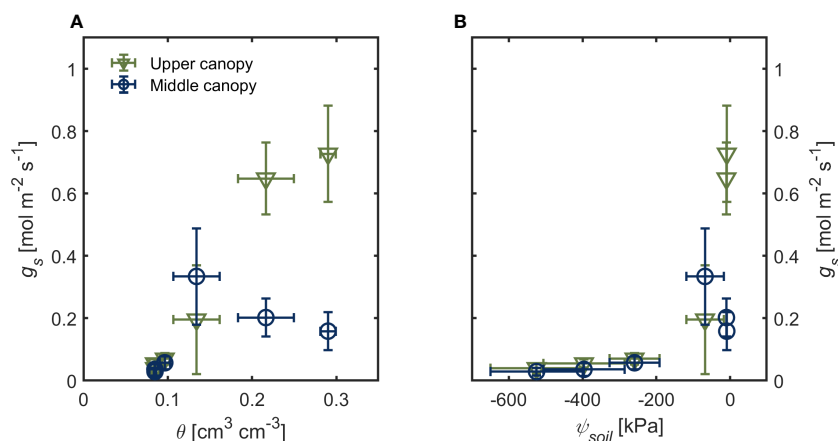 A
B
Upper canopy
Middle canopy
1
0.8
0.6
0.4
0.2
0
g_s [mol m⁻² s⁻¹]
0
0.1
0.2
0.3
θ [cm³ cm⁻³]
1
0.8
0.6
0.4
0.2
0
g_s [mol m⁻² s⁻¹]
-600
-400
-200
0
ψ_soil [kPa]